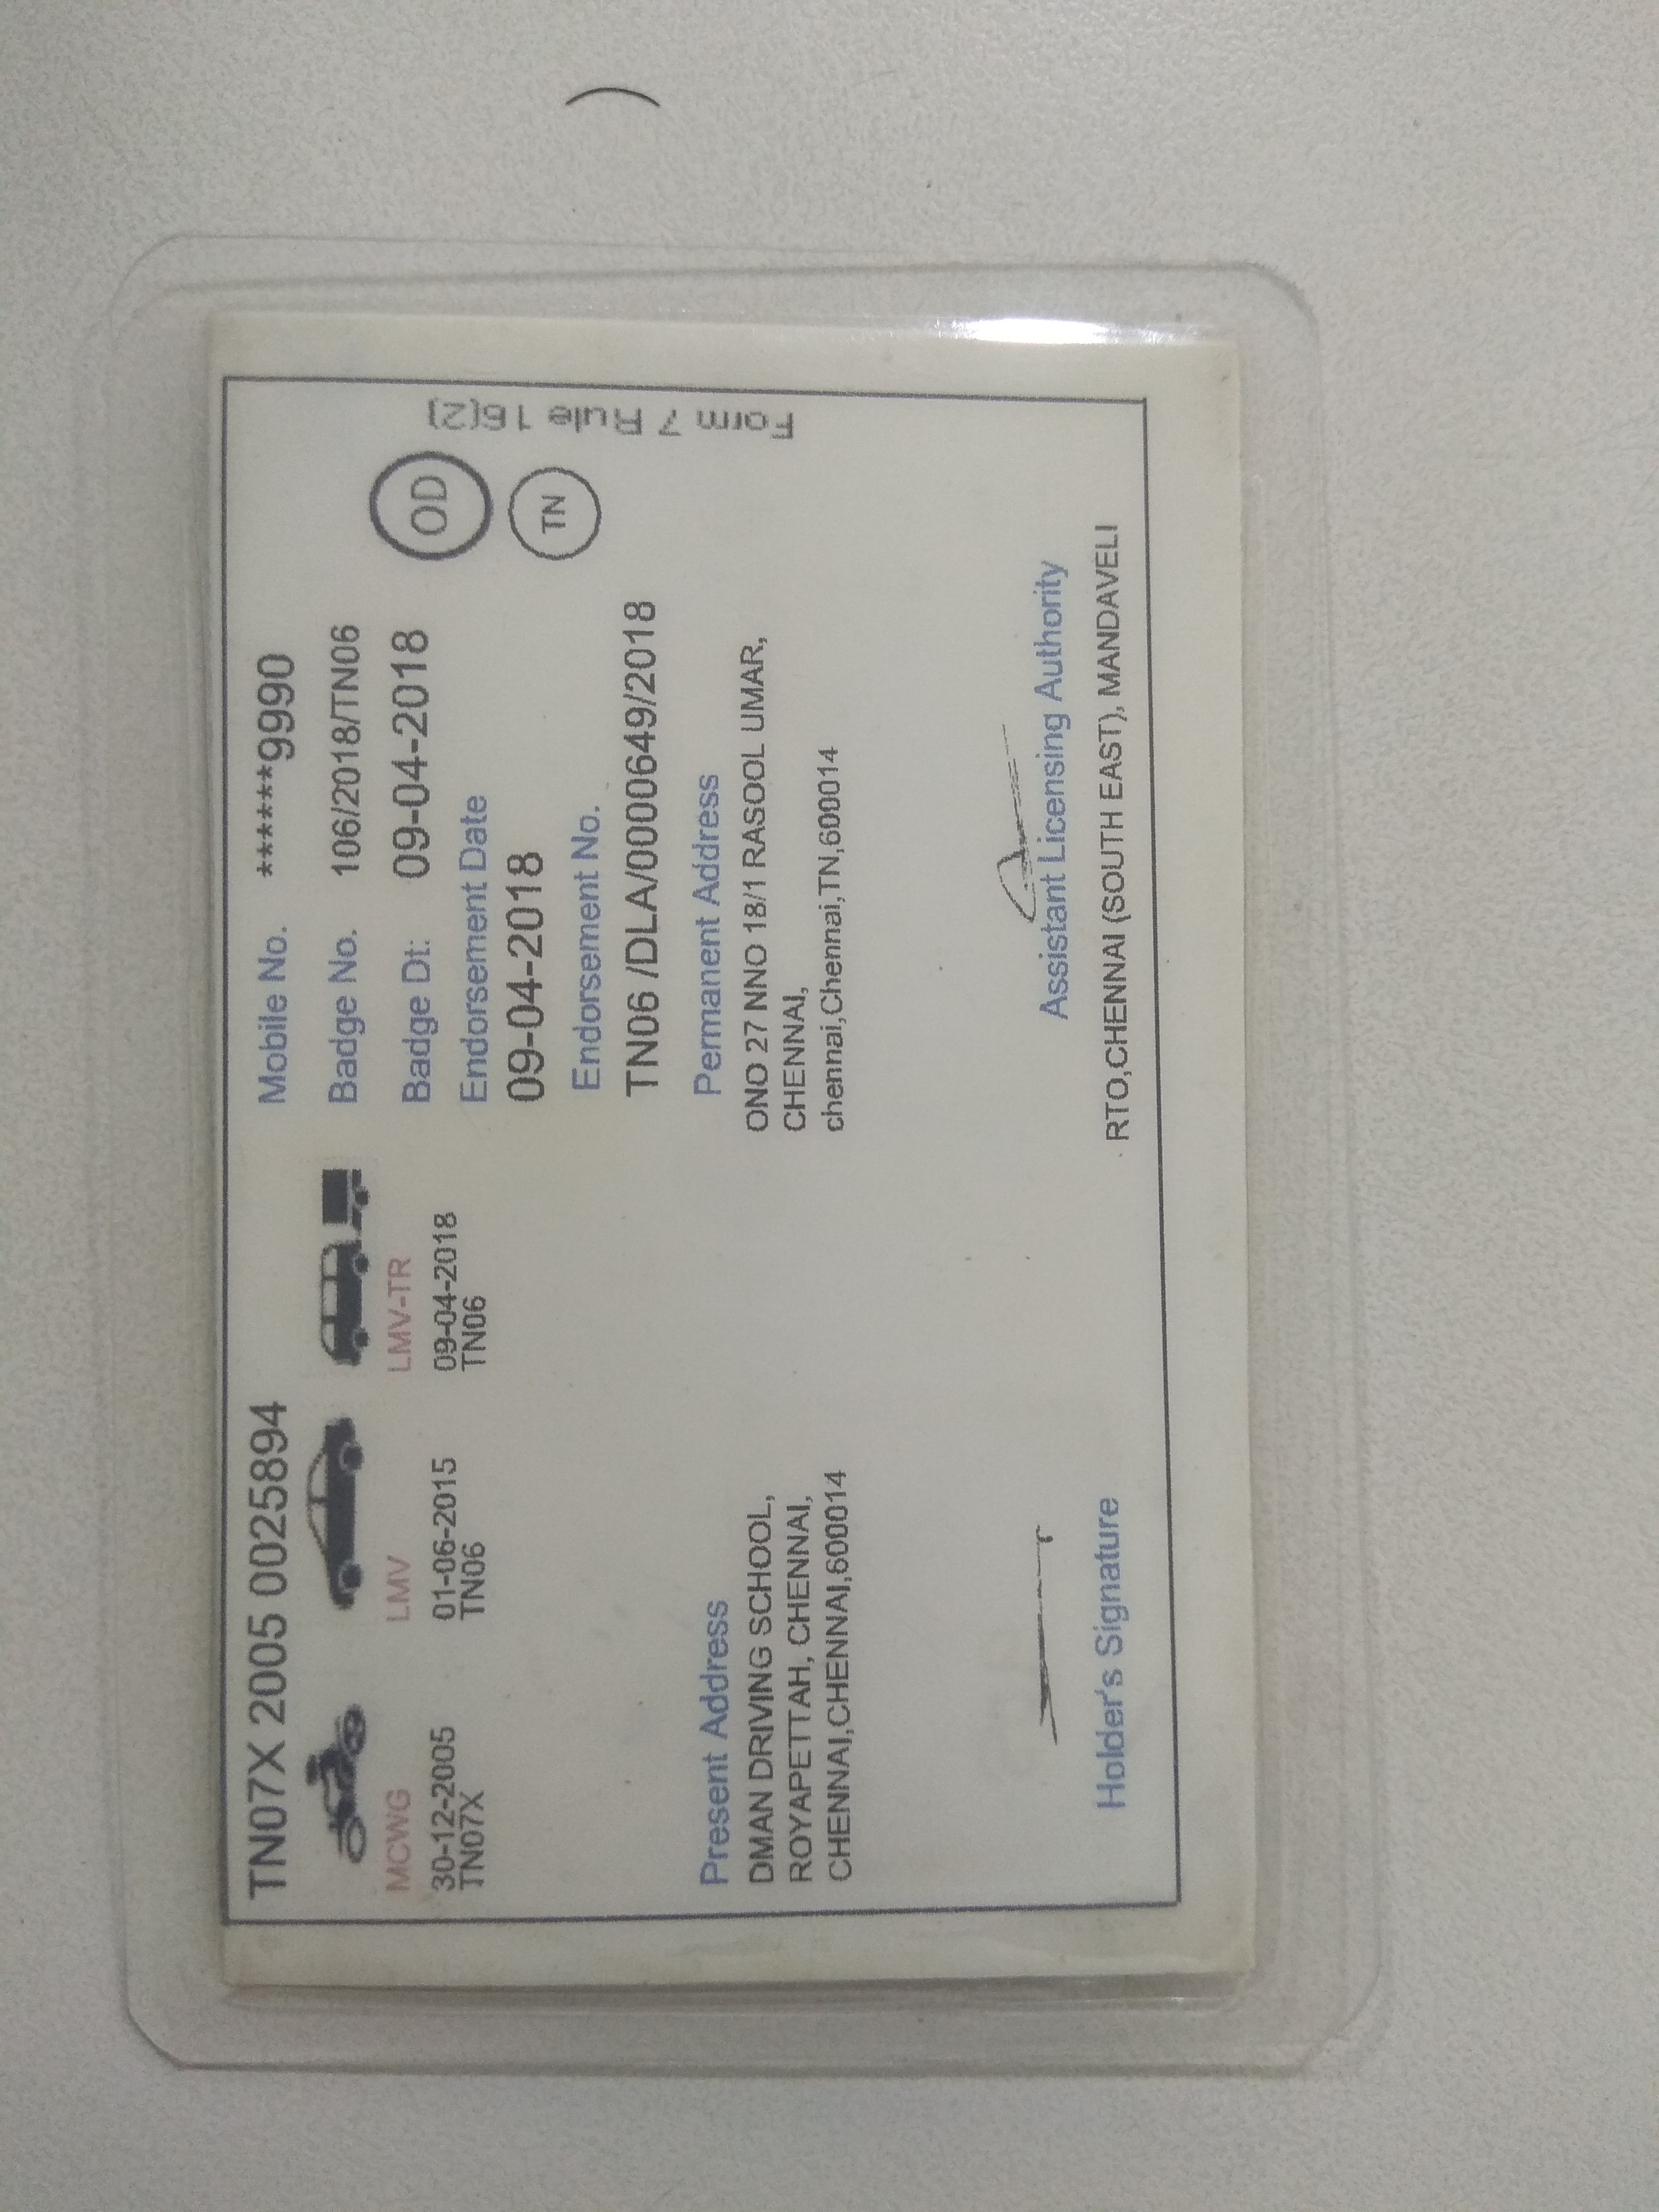 TN07X 2005 0025894
MCWG
30-12-2005
TN07X
LMV
01-06-2015
TN06
LMV-TR
09-04-2018
TN06
Mobile No. ******9990
Badge No. 106/2018/TN06
Badge Dt: 09-04-2018
Endorsement Date
09-04-2018
Endorsement No.
TN06 /DLA/0000649/2018
OD
TN
Form 7 Rule 16(2)
Present Address
DMAN DRIVING SCHOOL,
ROYAPETTAH, CHENNAI,
CHENNAI,CHENNAI,600014
Permanent Address
ONO 27 NNO 18/1 RASOOL UMAR,
CHENNAI,
chennai,Chennai,TN,600014
Holder's Signature
Assistant Licensing Authority
RTO,CHENNAI (SOUTH EAST), MANDAVELI